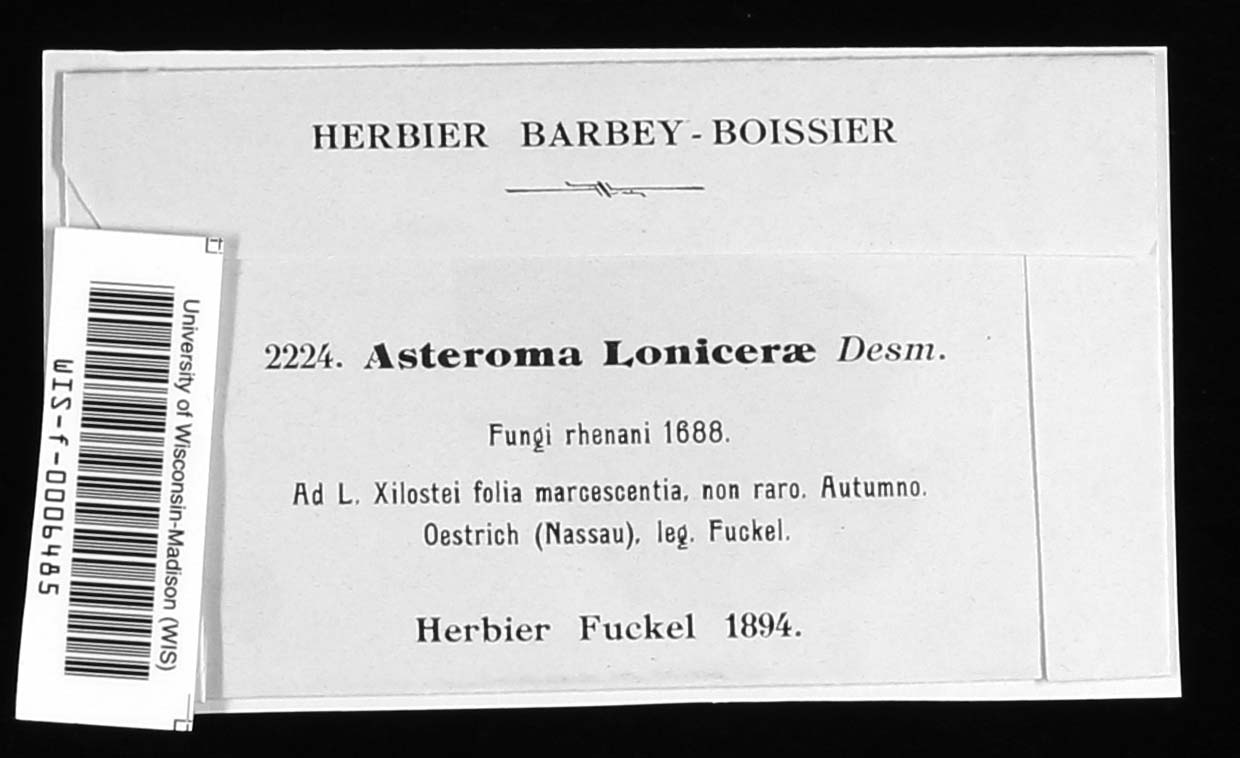 HERBIER BARBEY-BOISSIER
2224. Asteroma Loniceræ Desm.
Fungi rhenani 1688.
Ad L. Xilostei folia marcescentia, non raro. Autumno.
Oestrich (Nassau), leg. Fuckel.
Herbier Fuckel 1894.
University of Wisconsin-Madison (WIS)
WIS-f-0006485